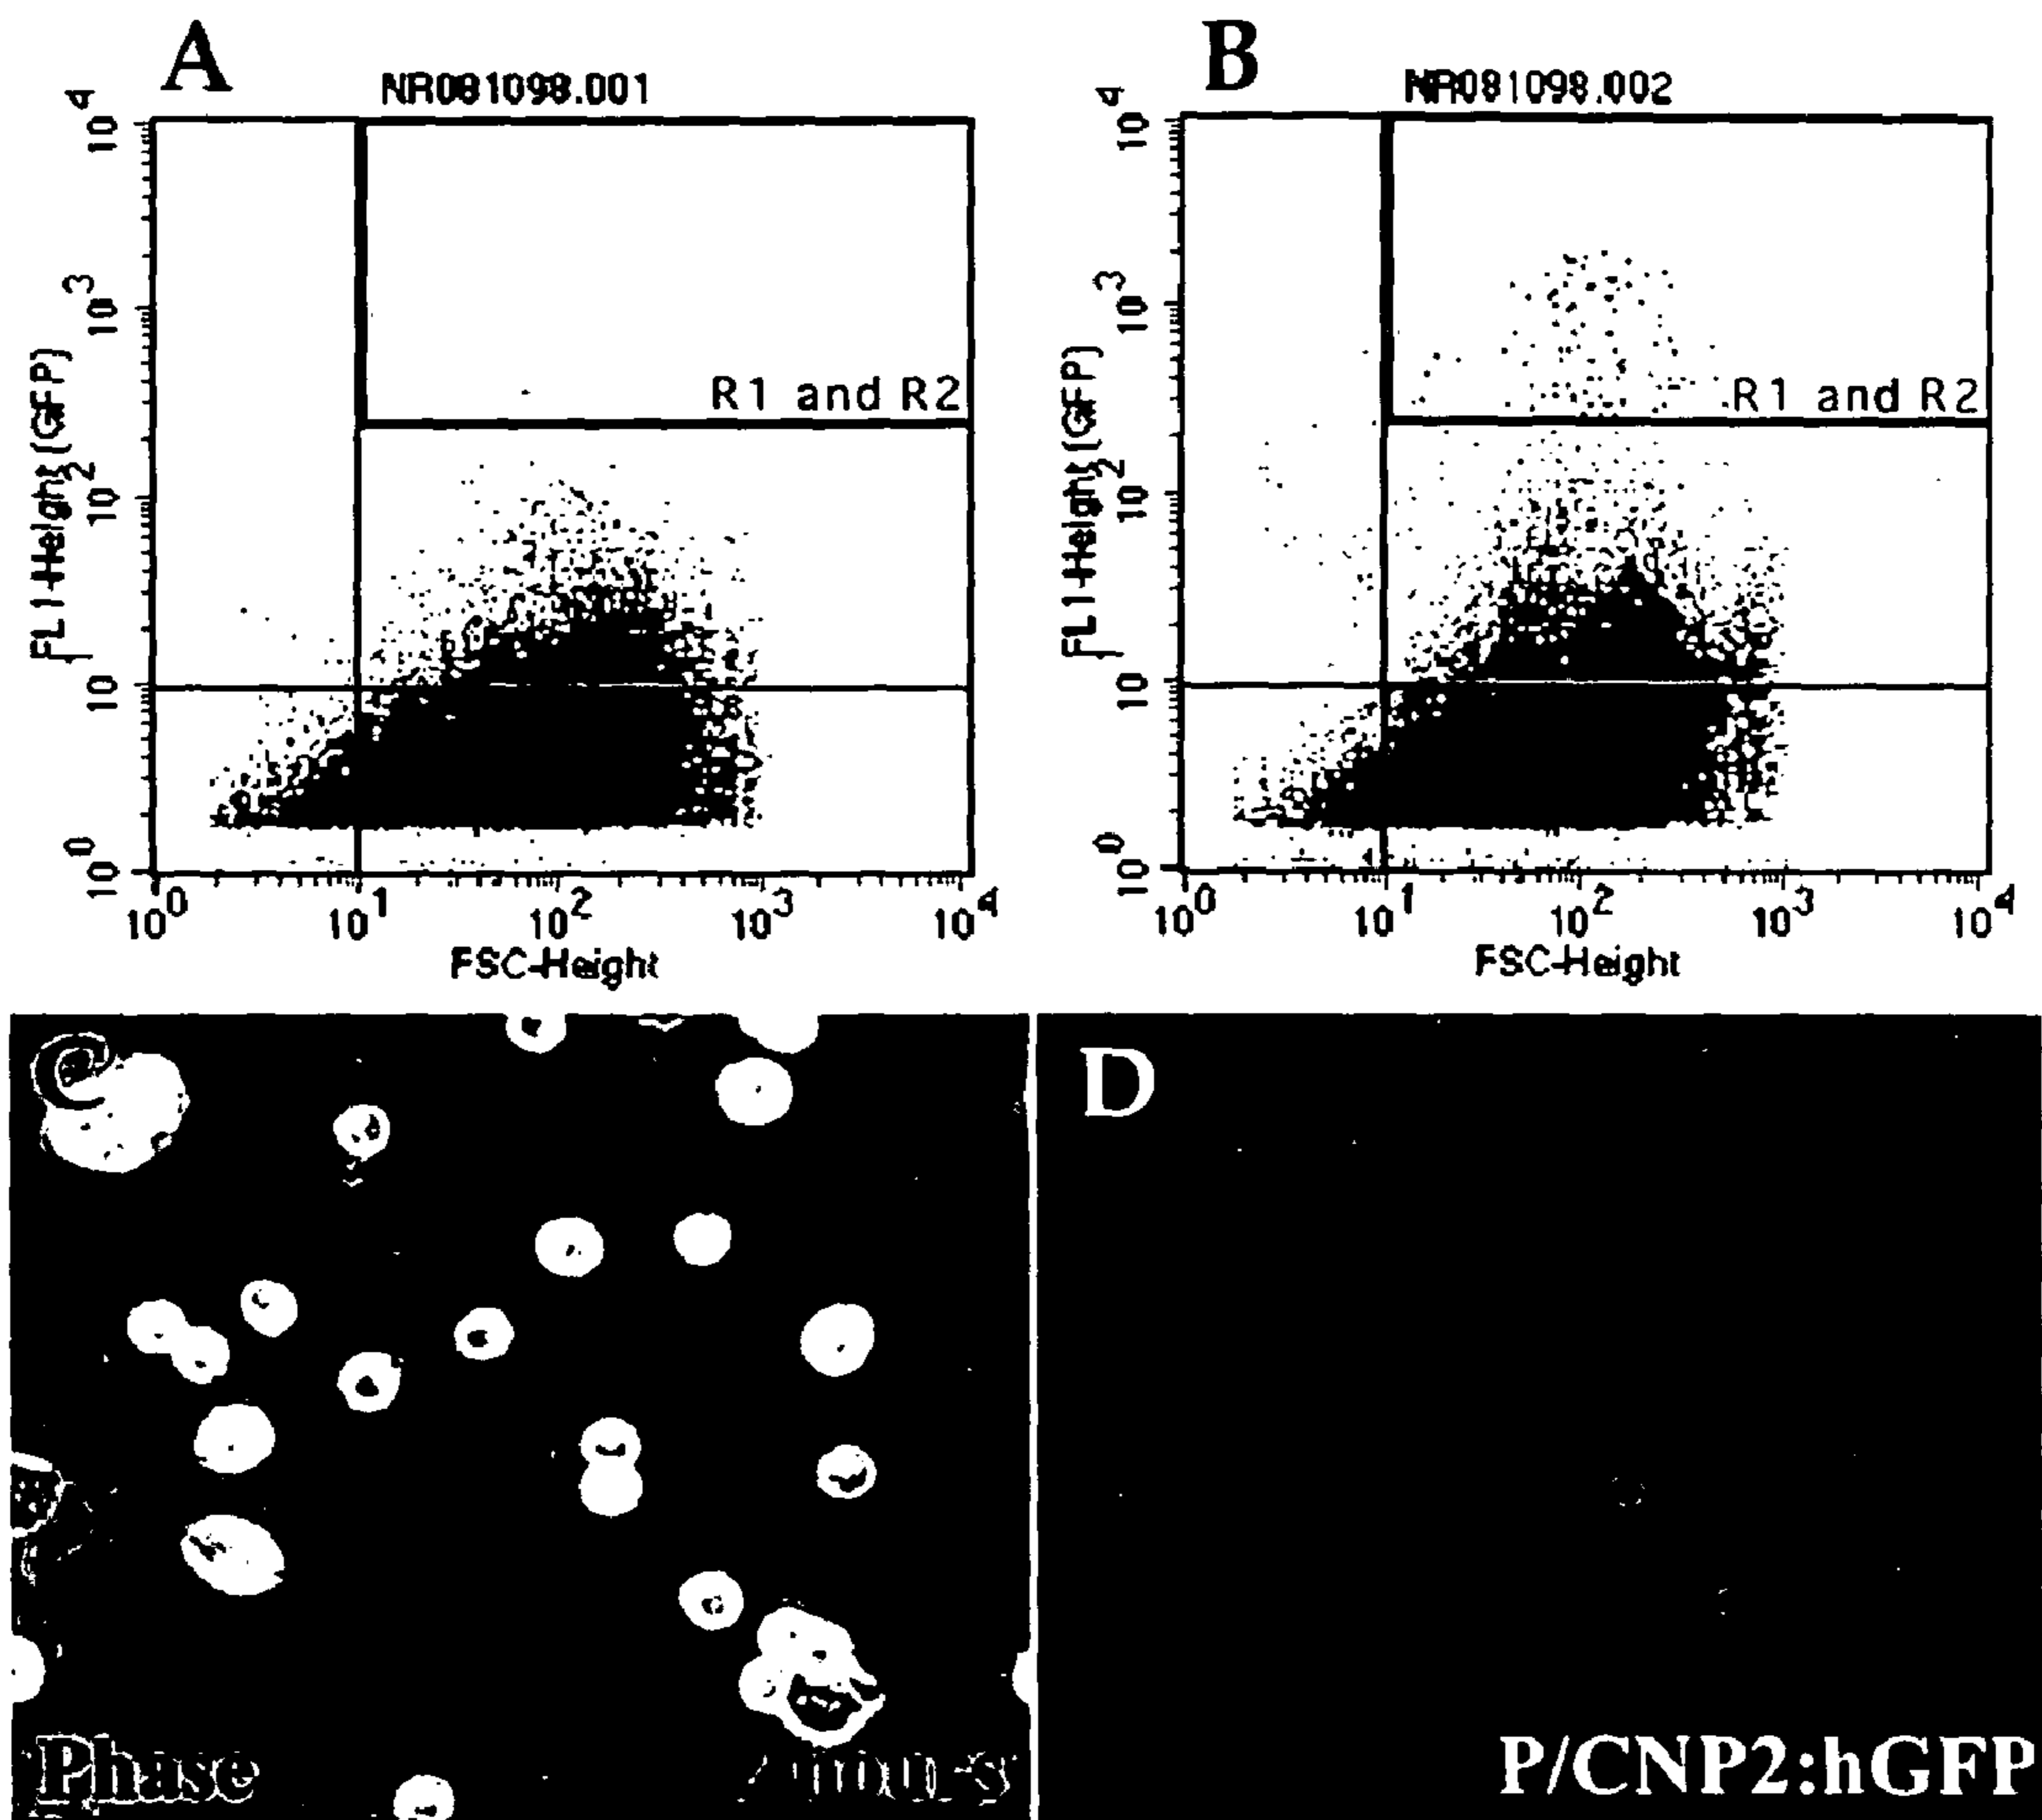 A
B
NR081098.001
NR081098.002
FL1-Height (GFP)
10^4
10^3
10^2
10
10^0
R1 and R2
10^0 10^1 10^2 10^3 10^4
FSC-Height
FL1-Height (GFP)
10^4
10^3
10^2
10
10^0
R1 and R2
10^0 10^1 10^2 10^3 10^4
FSC-Height
C
D
Phase
P/CNP2:hGFP